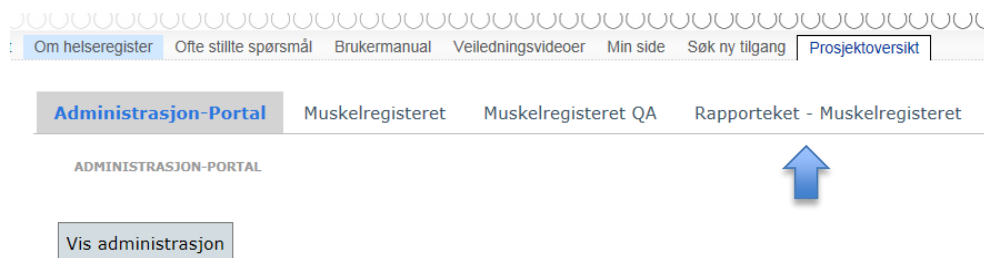 Om helseregister Ofte stillte spørsmål Brukermanual Veiledningsvideoer Min side Søk ny tilgang Prosjektoversikt
Administrasjon-Portal Muskelregisteret Muskelregisteret QA Rapporteket - Muskelregisteret
ADMINISTRASJON-PORTAL
Vis administrasjon